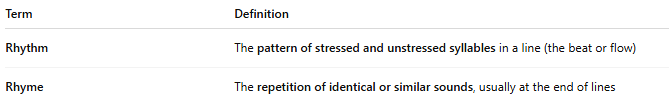 Term Definition
Rhythm The pattern of stressed and unstressed syllables in a line (the beat or flow)
Rhyme The repetition of identical or similar sounds, usually at the end of lines